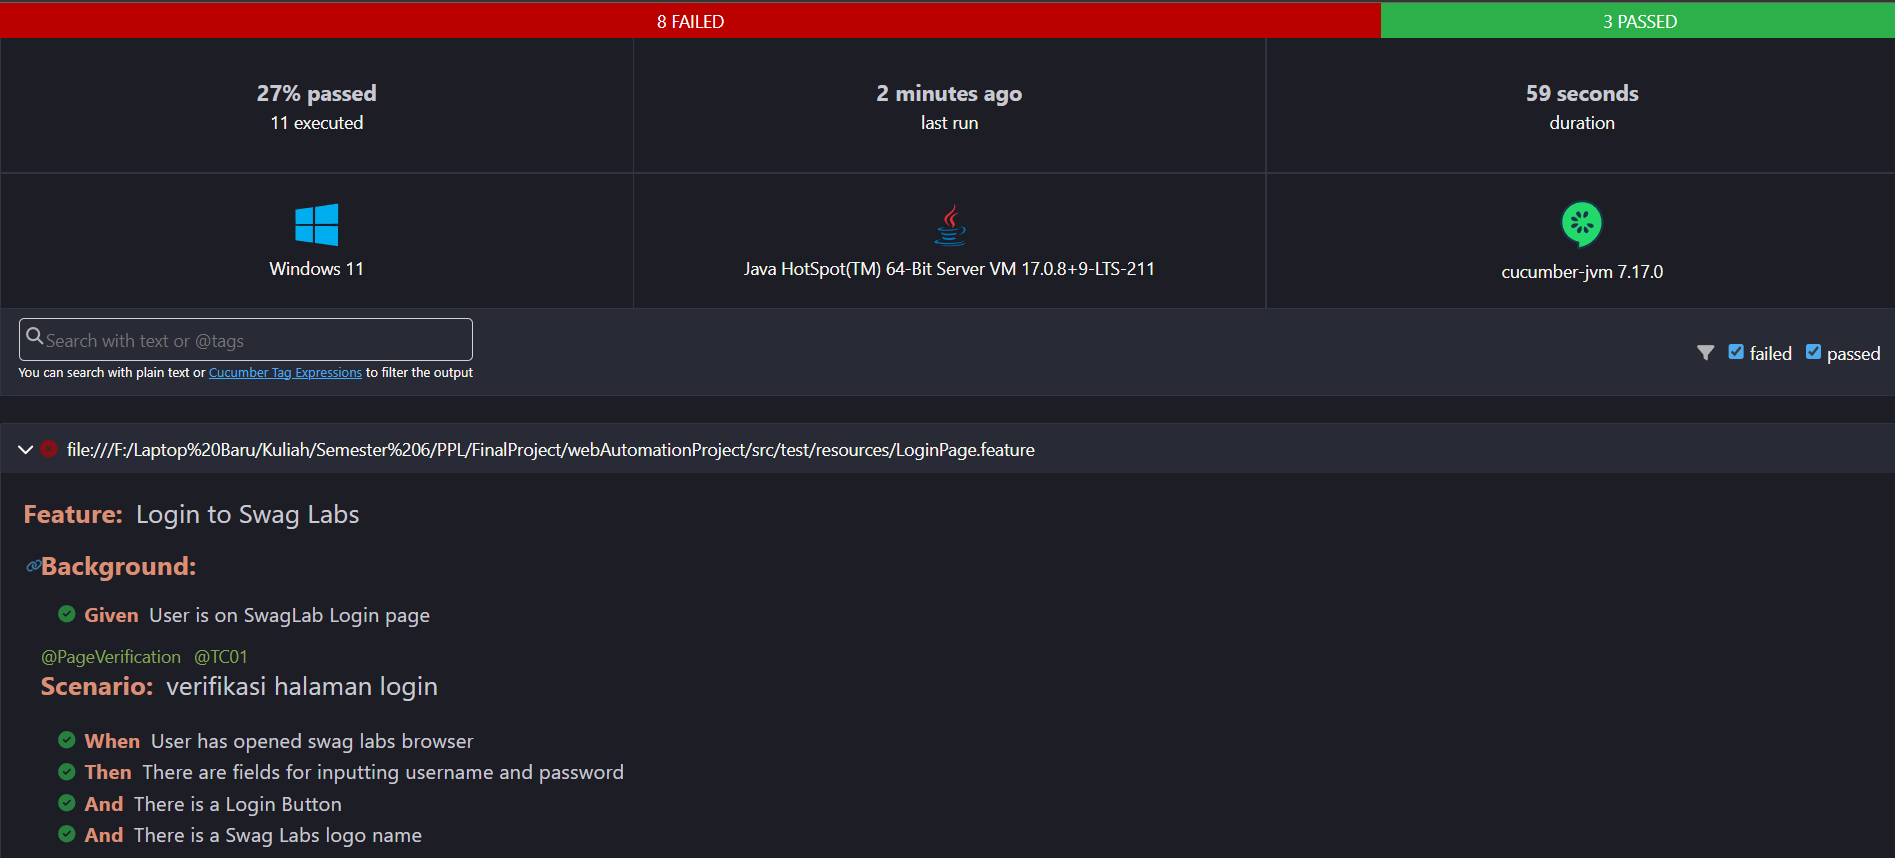 8 FAILED
3 PASSED
27% passed
11 executed
2 minutes ago
last run
59 seconds
duration
Windows 11
Java HotSpot(TM) 64-Bit Server VM 17.0.8+9-LTS-211
cucumber-jvm 7.17.0
Search with text or @tags
You can search with plain text or Cucumber Tag Expressions to filter the output
failed passed
file:///F:/Laptop%20Baru/Kuliah/Semester%206/PPL/FinalProject/webAutomationProject/src/test/resources/LoginPage.feature
Feature: Login to Swag Labs
Background:
Given User is on SwagLab Login page
@PageVerification @TC01
Scenario: verifikasi halaman login
When User has opened swag labs browser
Then There are fields for inputting username and password
And There is a Login Button
And There is a Swag Labs logo name